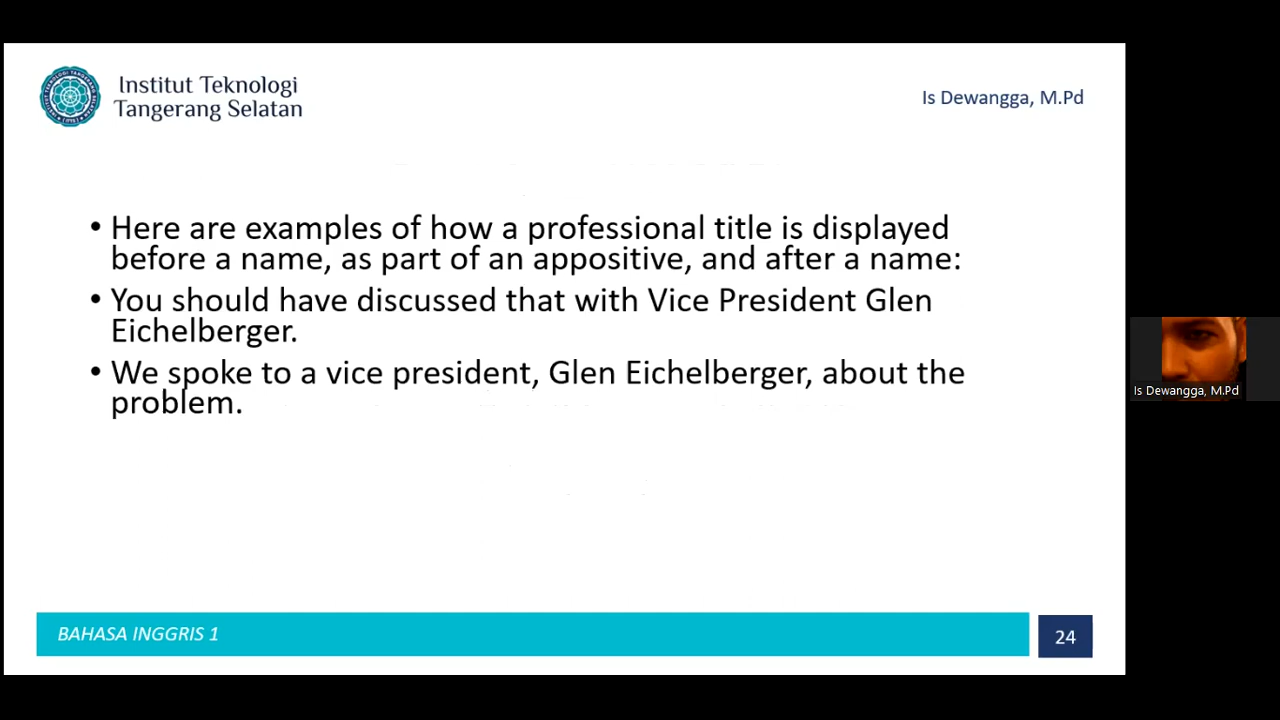 Institut Teknologi
Tangerang Selatan
Is Dewangga, M.Pd
• Here are examples of how a professional title is displayed
before a name, as part of an appositive, and after a name:
• You should have discussed that with Vice President Glen
Eichelberger.
• We spoke to a vice president, Glen Eichelberger, about the
problem.
Is Dewangga, M.Pd
BAHASA INGGRIS 1
24